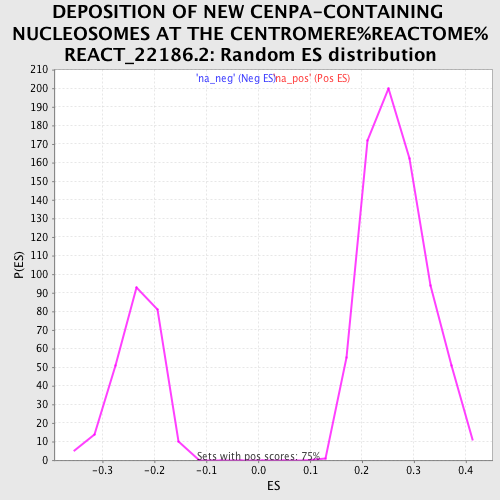 DEPOSITION OF NEW CENPA-CONTAINING
NUCLEOSOMES AT THE CENTROMERE%REACTOME%
REACT_22186.2: Random ES distribution
'na_neg' (Neg ES)
na_pos' (Pos ES)
210
200
190
180
170
160
150
140
130
120
110
100
90
80
70
60
50
40
30
20
10
0
P(ES)
Sets with pos scores: 75%
-0.3 -0.2 -0.1 0.0 0.1 0.2 0.3 0.4
ES